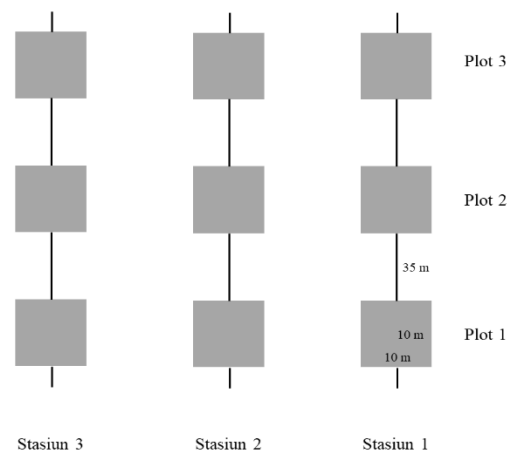 Plot 3
Plot 2
35 m
10 m
Plot 1
10 m
Stasiun 3
Stasiun 2
Stasiun 1